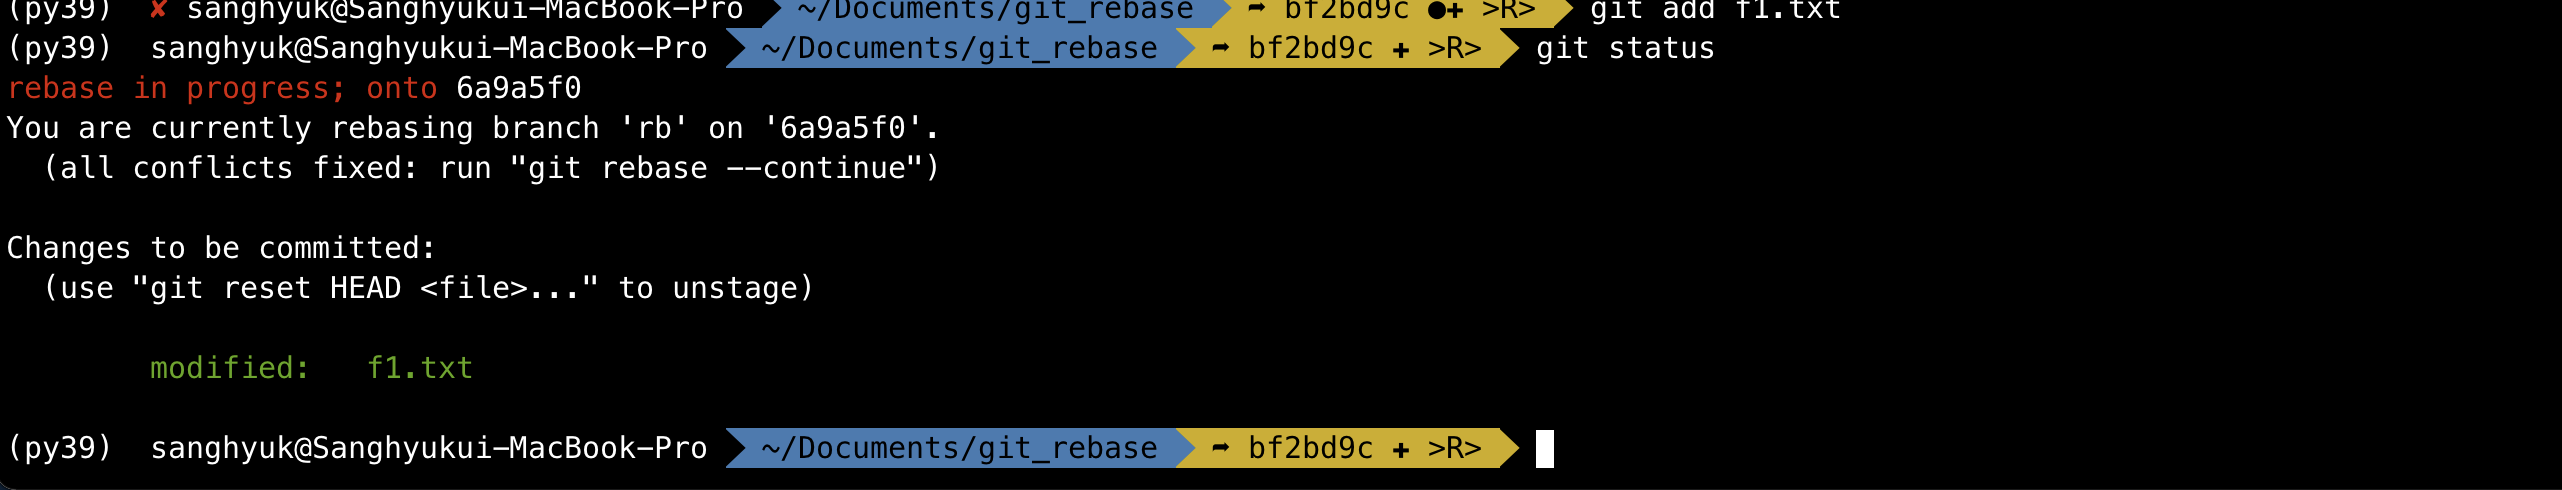 (py39) ✘ sanghyuk@Sanghyukui-MacBook-Pro ~/Documents/git_rebase ➦ bf2bd9c ●✚ >R> git add f1.txt
(py39) sanghyuk@Sanghyukui-MacBook-Pro ~/Documents/git_rebase ➦ bf2bd9c ✚ >R> git status
rebase in progress; onto 6a9a5f0
You are currently rebasing branch 'rb' on '6a9a5f0'.
(all conflicts fixed: run "git rebase --continue")
Changes to be committed:
(use "git reset HEAD <file>..." to unstage)
modified: f1.txt
(py39) sanghyuk@Sanghyukui-MacBook-Pro ~/Documents/git_rebase ➦ bf2bd9c ✚ >R>